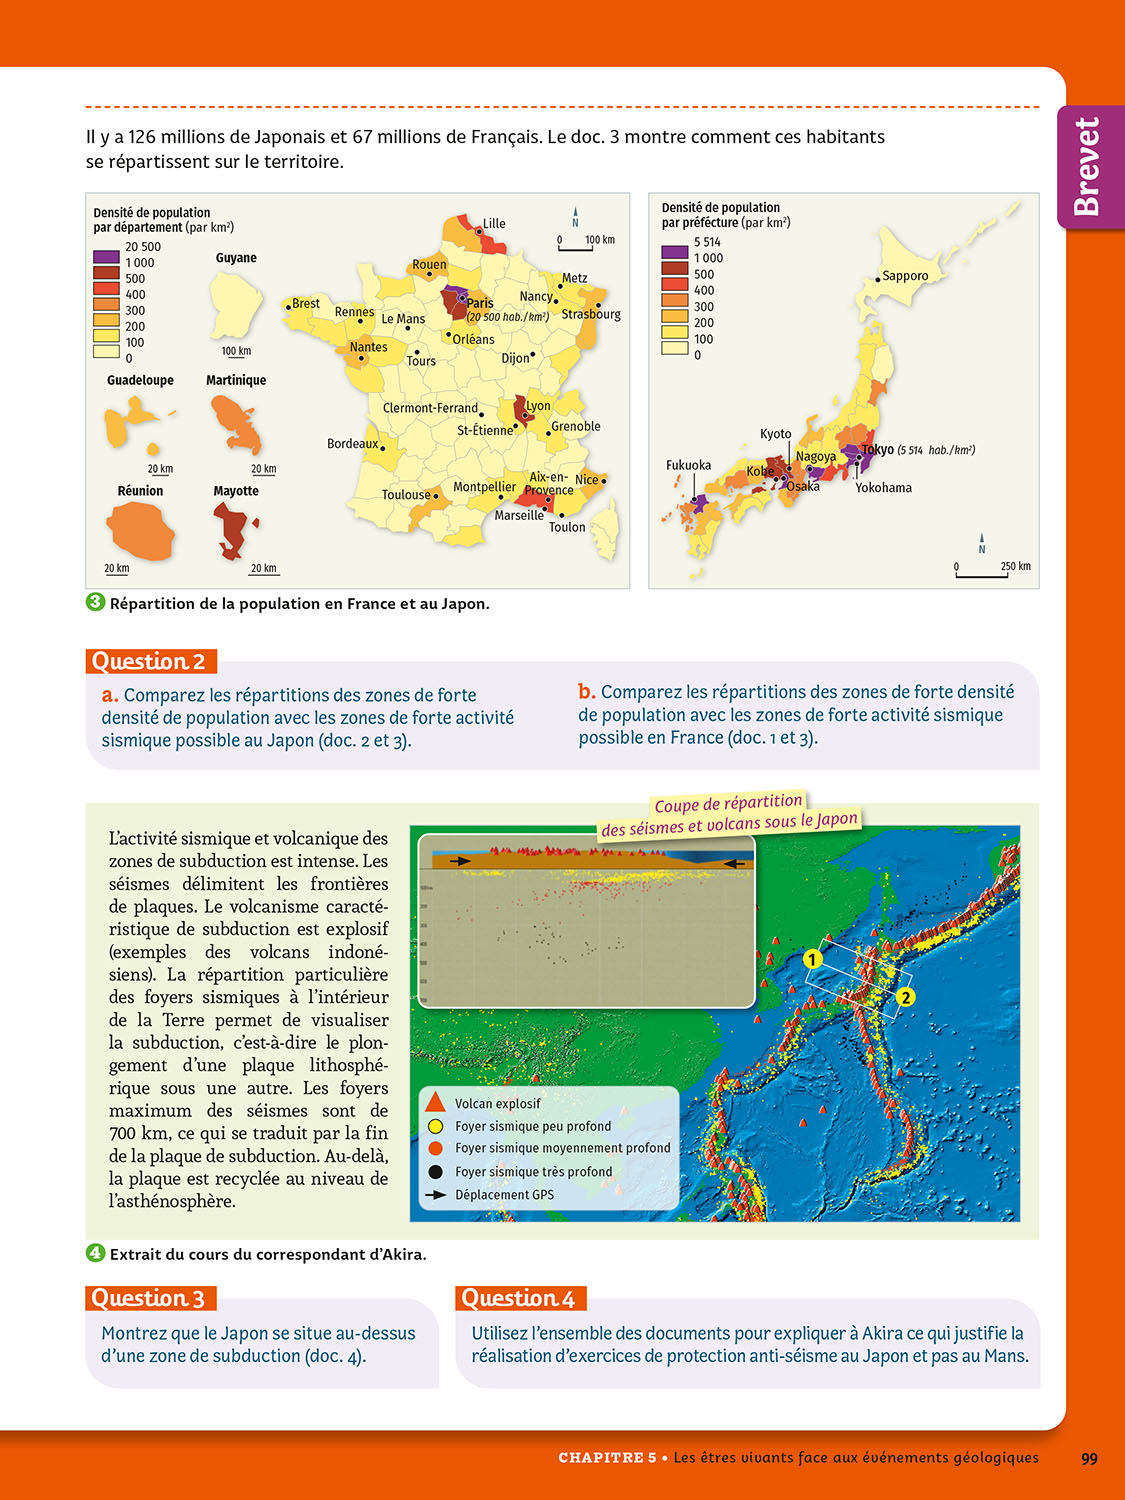 Brevet
Il y a 126 millions de Japonais et 67 millions de Français. Le doc. 3 montre comment ces habitants
se répartissent sur le territoire.
Densité de population
par département (par km²)
20 500
1 000
500
400
300
200
100
0
Guyane
100 km
Guadeloupe
20 km
Martinique
20 km
Réunion
20 km
Mayotte
20 km
N
0 100 km
Lille
Rouen
Metz
Brest
Rennes
Le Mans
Paris
(20 500 hab./km²)
Nancy
Strasbourg
Nantes
Orléans
Tours
Dijon
Clermont-Ferrand
Lyon
St-Étienne
Grenoble
Bordeaux
Toulouse
Montpellier
Aix-en-
Provence
Nice
Marseille
Toulon
Densité de population
par préfécture (par km²)
5 514
1 000
500
400
300
200
100
0
Sapporo
Kyoto
Nagoya
Tokyo (5 514 hab./km²)
Fukuoka
Kobe
Osaka
Yokohama
N
0 250 km
3 Répartition de la population en France et au Japon.
Question 2
a. Comparez les répartitions des zones de forte
densité de population avec les zones de forte activité
sismique possible au Japon (doc. 2 et 3).
b. Comparez les répartitions des zones de forte densité
de population avec les zones de forte activité sismique
possible en France (doc. 1 et 3).
L'activité sismique et volcanique des
zones de subduction est intense. Les
séismes délimitent les frontières
de plaques. Le volcanisme caracté-
ristique de subduction est explosif
(exemples des volcans indoné-
siens). La répartition particulière
des foyers sismiques à l'intérieur
de la Terre permet de visualiser
la subduction, c'est-à-dire le plon-
gement d'une plaque lithosphé-
rique sous une autre. Les foyers
maximum des séismes sont de
700 km, ce qui se traduit par la fin
de la plaque de subduction. Au-delà,
la plaque est recyclée au niveau de
l'asthénosphère.
Coupe de répartition
des séismes et volcans sous le Japon
1
2
Volcan explosif
Foyer sismique peu profond
Foyer sismique moyennement profond
Foyer sismique très profond
Déplacement GPS
4 Extrait du cours du correspondant d'Akira.
Question 3
Montrez que le Japon se situe au-dessus
d'une zone de subduction (doc. 4).
Question 4
Utilisez l'ensemble des documents pour expliquer à Akira ce qui justifie la
réalisation d'exercices de protection anti-séisme au Japon et pas au Mans.
CHAPITRE 5 • Les êtres vivants face aux événements géologiques 99